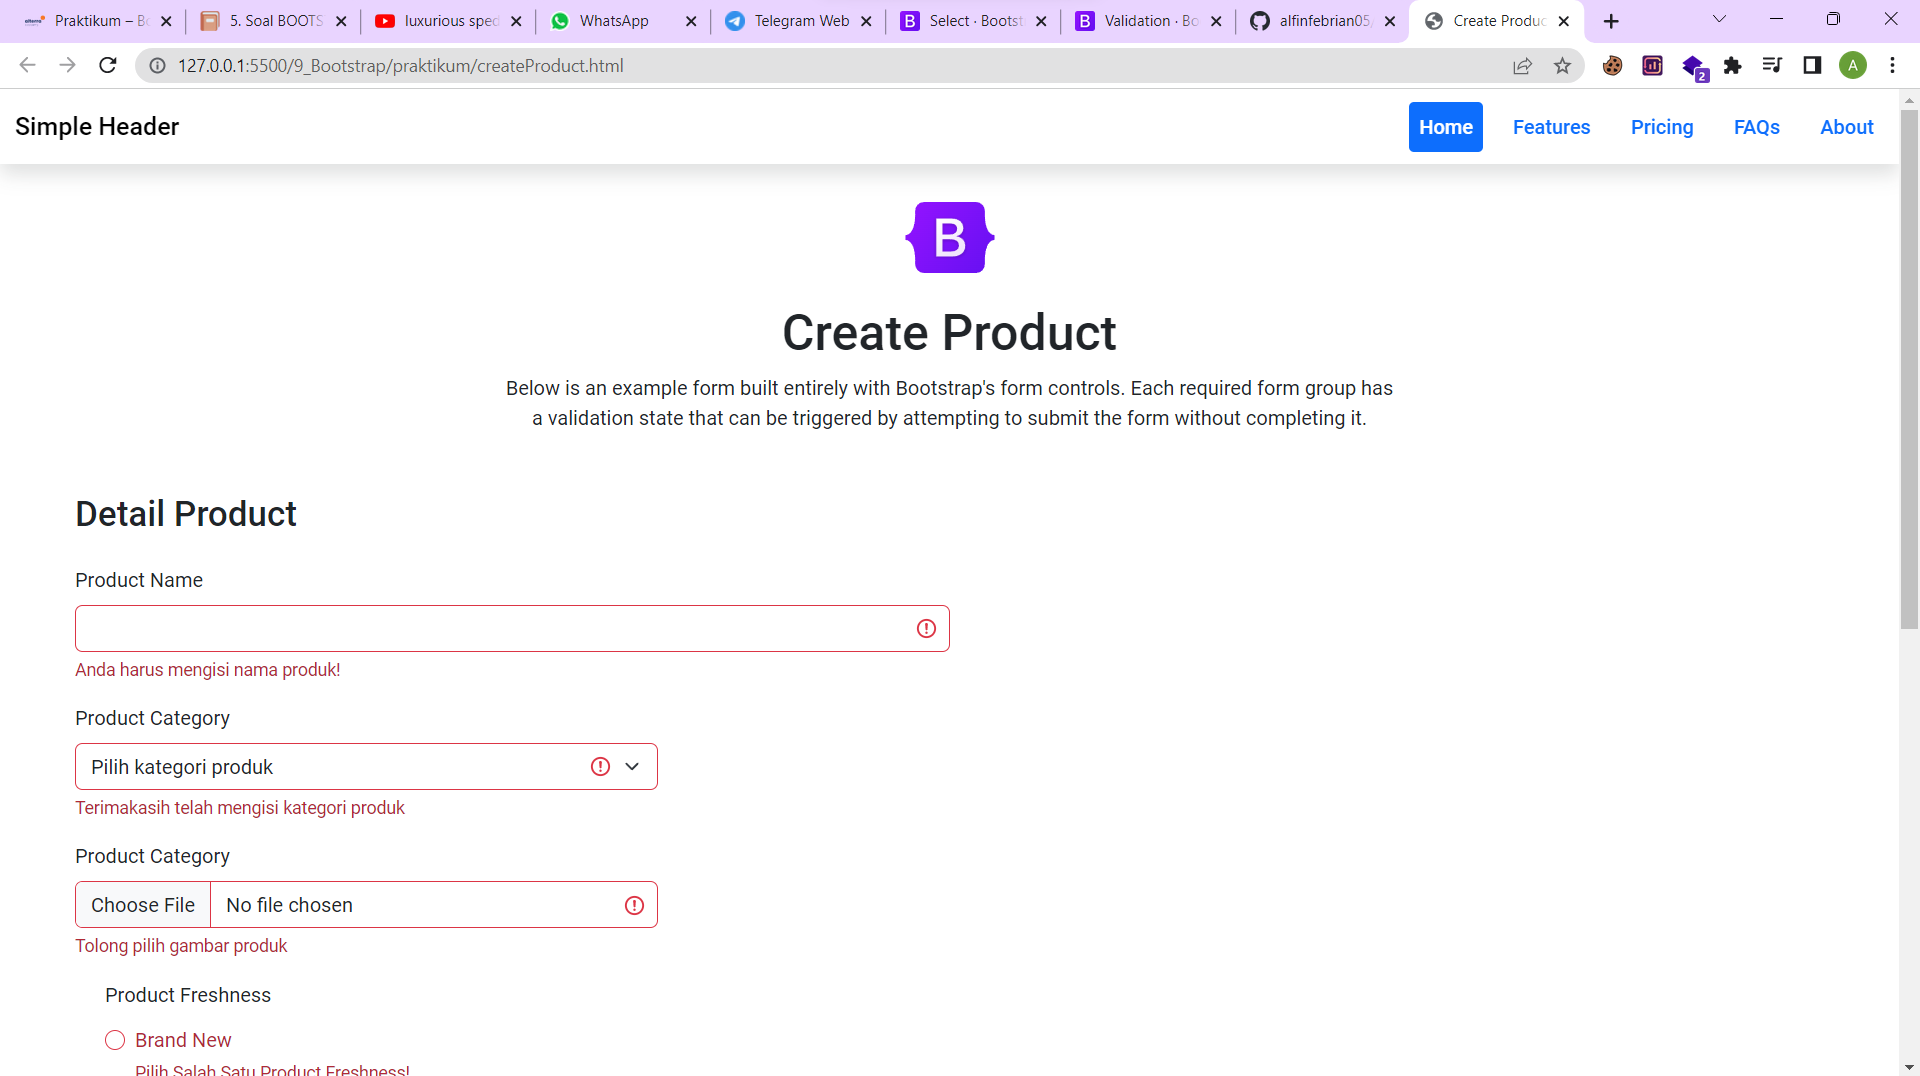 Praktikum – B
5. Soal BOOTS
luxurious sped
WhatsApp
Telegram Web
Select · Bootst
Validation · Bo
alfinfebrian05
Create Produc
127.0.0.1:5500/9_Bootstrap/praktikum/createProduct.html
2
A
Simple Header
Home
Features
Pricing
FAQs
About
B
Create Product
Below is an example form built entirely with Bootstrap's form controls. Each required form group has
a validation state that can be triggered by attempting to submit the form without completing it.
Detail Product
Product Name
Anda harus mengisi nama produk!
Product Category
Pilih kategori produk
Terimakasih telah mengisi kategori produk
Product Category
Choose File
No file chosen
Tolong pilih gambar produk
Product Freshness
Brand New
Pilih Salah Satu Product Freshness!